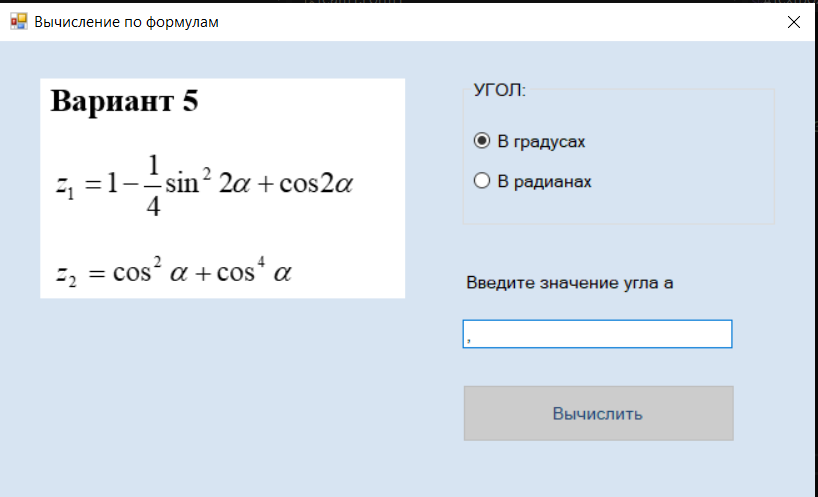 Вычисление по формулам
Вариант 5
z₁ = 1 − 1/4 sin² 2α + cos2α
z₂ = cos² α + cos⁴ α
УГОЛ:
В градусах
В радианах
Введите значение угла а
,
Вычислить